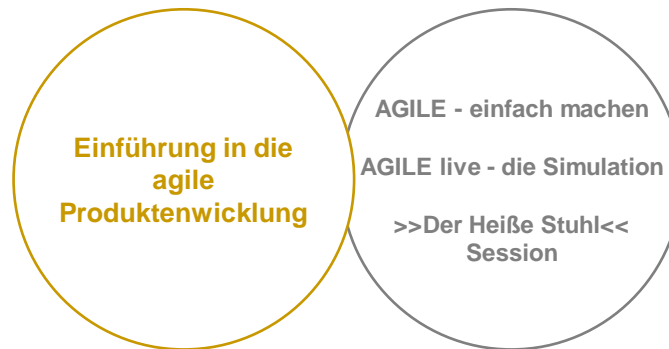 Einführung in die
agile
Produktenwicklung
AGILE - einfach machen
AGILE live - die Simulation
>>Der Heiße Stuhl<<
Session